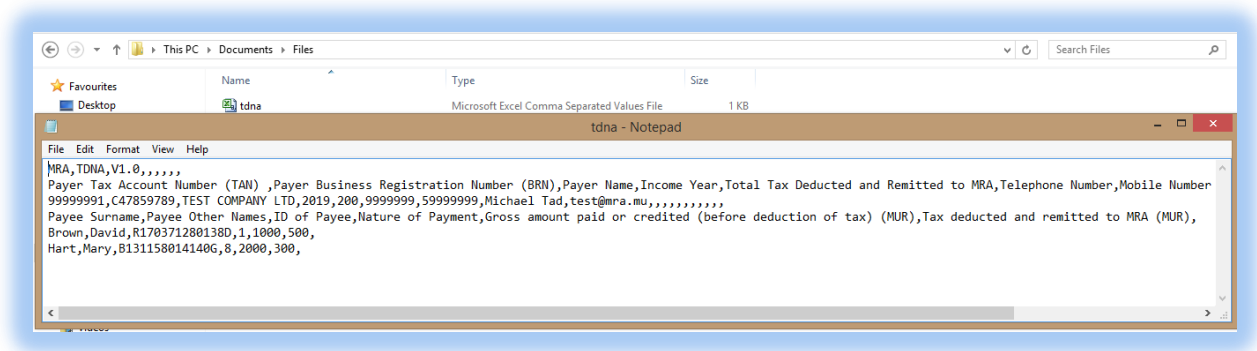 This PC Documents Files
Search Files
Favourites
Name Type Size
Desktop
tdna Microsoft Excel Comma Separated Values File 1 KB
tdna - Notepad
File Edit Format View Help
MRA,TDNA,V1.0,,,,,,
Payer Tax Account Number (TAN) ,Payer Business Registration Number (BRN),Payer Name,Income Year,Total Tax Deducted and Remitted to MRA,Telephone Number,Mobile Number
99999991,C47859789,TEST COMPANY LTD,2019,200,9999999,59999999,Michael Tad,test@mra.mu,,,,,,,,,,,
Payee Surname,Payee Other Names,ID of Payee,Nature of Payment,Gross amount paid or credited (before deduction of tax) (MUR),Tax deducted and remitted to MRA (MUR),
Brown,David,R170371280138D,1,1000,500,
Hart,Mary,B131158014140G,8,2000,300,